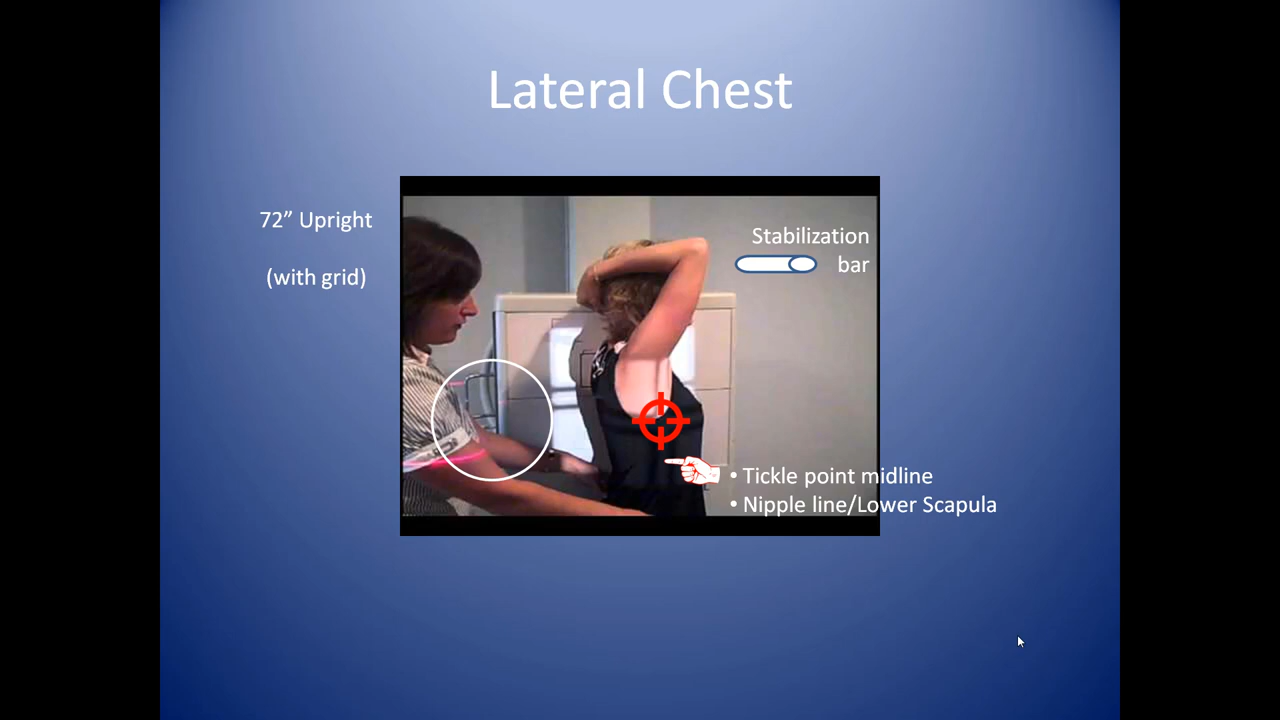 Lateral Chest
72” Upright
(with grid)
Stabilization
bar
• Tickle point midline
• Nipple line/Lower Scapula